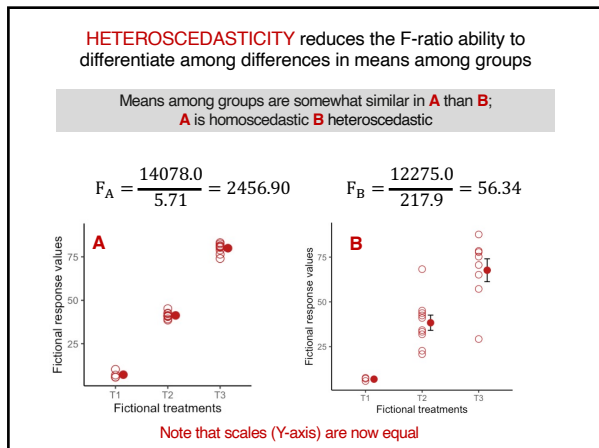 HETEROSCEDASTICITY reduces the F-ratio ability to
differentiate among differences in means among groups
Means among groups are somewhat similar in A than B;
A is homoscedastic B heteroscedastic
F_A = 14078.0 / 5.71 = 2456.90
F_B = 12275.0 / 217.9 = 56.34
A
Fictional response values
75
50
25
T1 T2 T3
Fictional treatments
B
Fictional response values
75
50
25
T1 T2 T3
Fictional treatments
Note that scales (Y-axis) are now equal